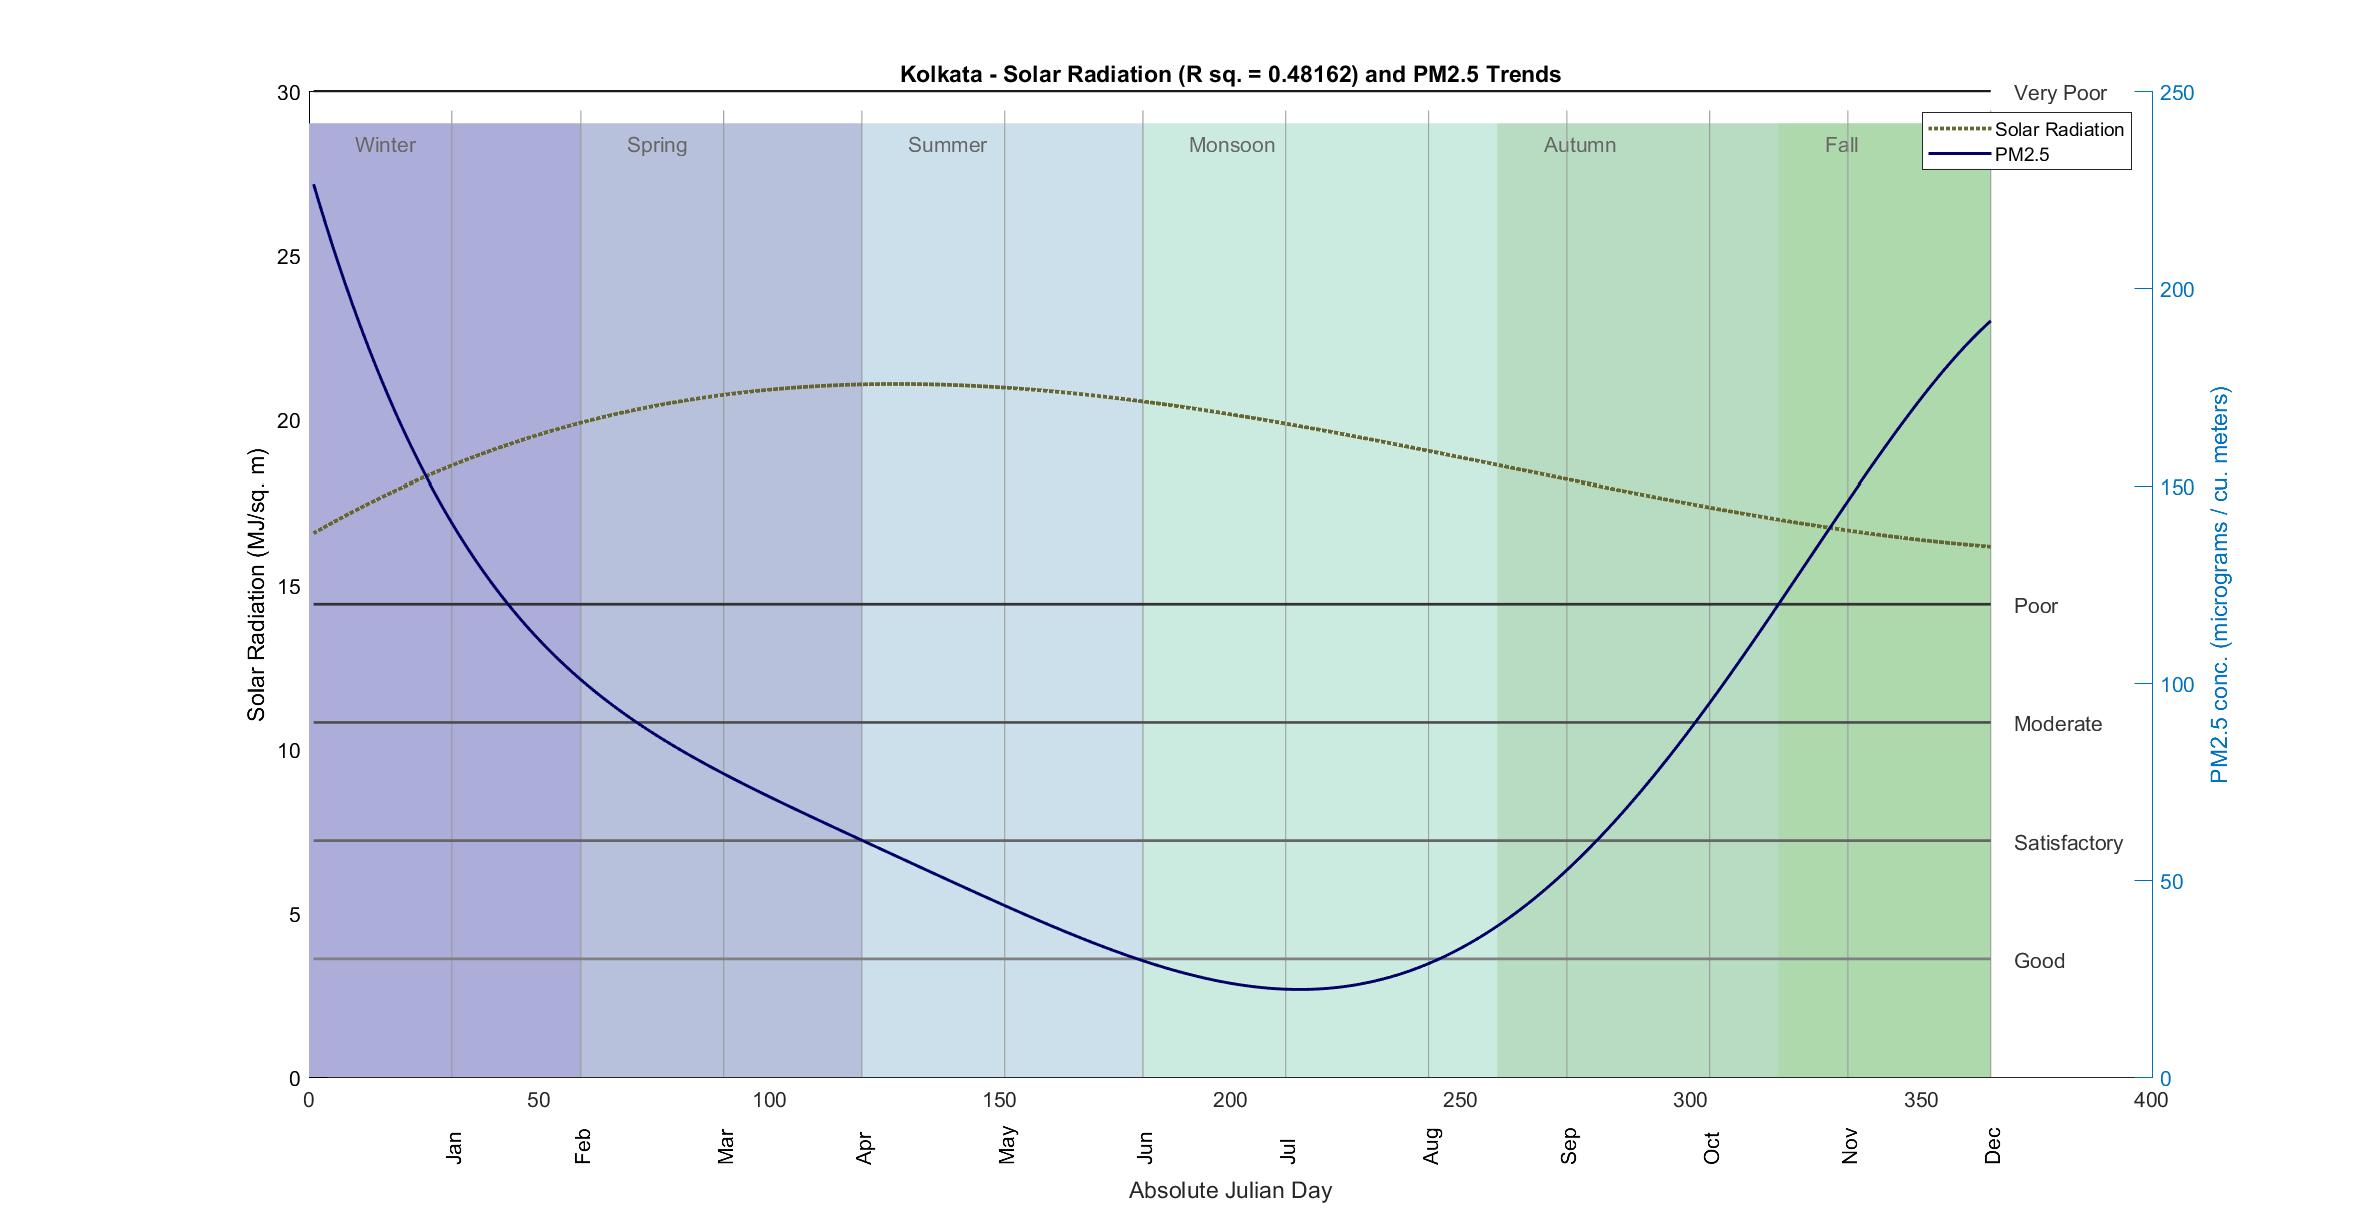 Kolkata - Solar Radiation (R sq. = 0.48162) and PM2.5 Trends
30
25
20
15
10
5
0
Solar Radiation (MJ/sq. m)
Winter
Spring
Summer
Monsoon
Autumn
Fall
Solar Radiation
PM2.5
Very Poor
Poor
Moderate
Satisfactory
Good
250
200
150
100
50
0
PM2.5 conc. (micrograms / cu. meters)
0 50 100 150 200 250 300 350 400
Jan Feb Mar Apr May Jun Jul Aug Sep Oct Nov Dec
Absolute Julian Day